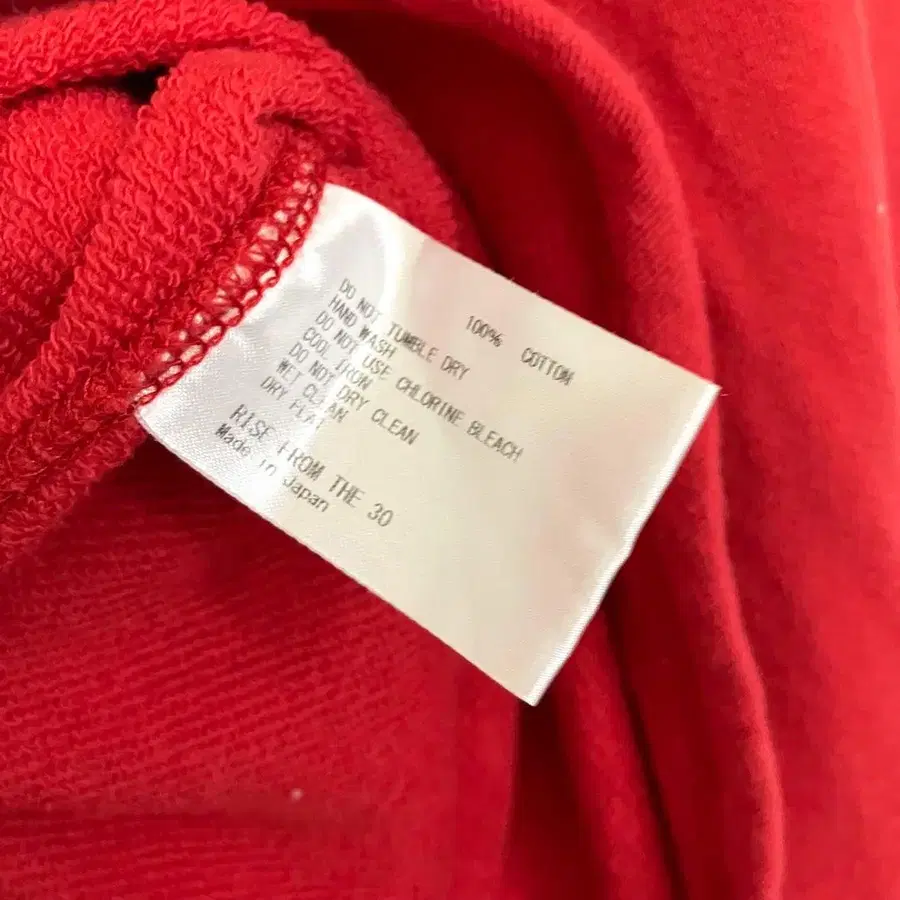 100% COTTON
DO NOT TUMBLE DRY
HAND WASH
DO NOT USE CHLORINE BLEACH
COOL IRON
DO NOT DRY CLEAN
WET CLEAN
DRY FLAT
RISE FROM THE 30
Made in Japan